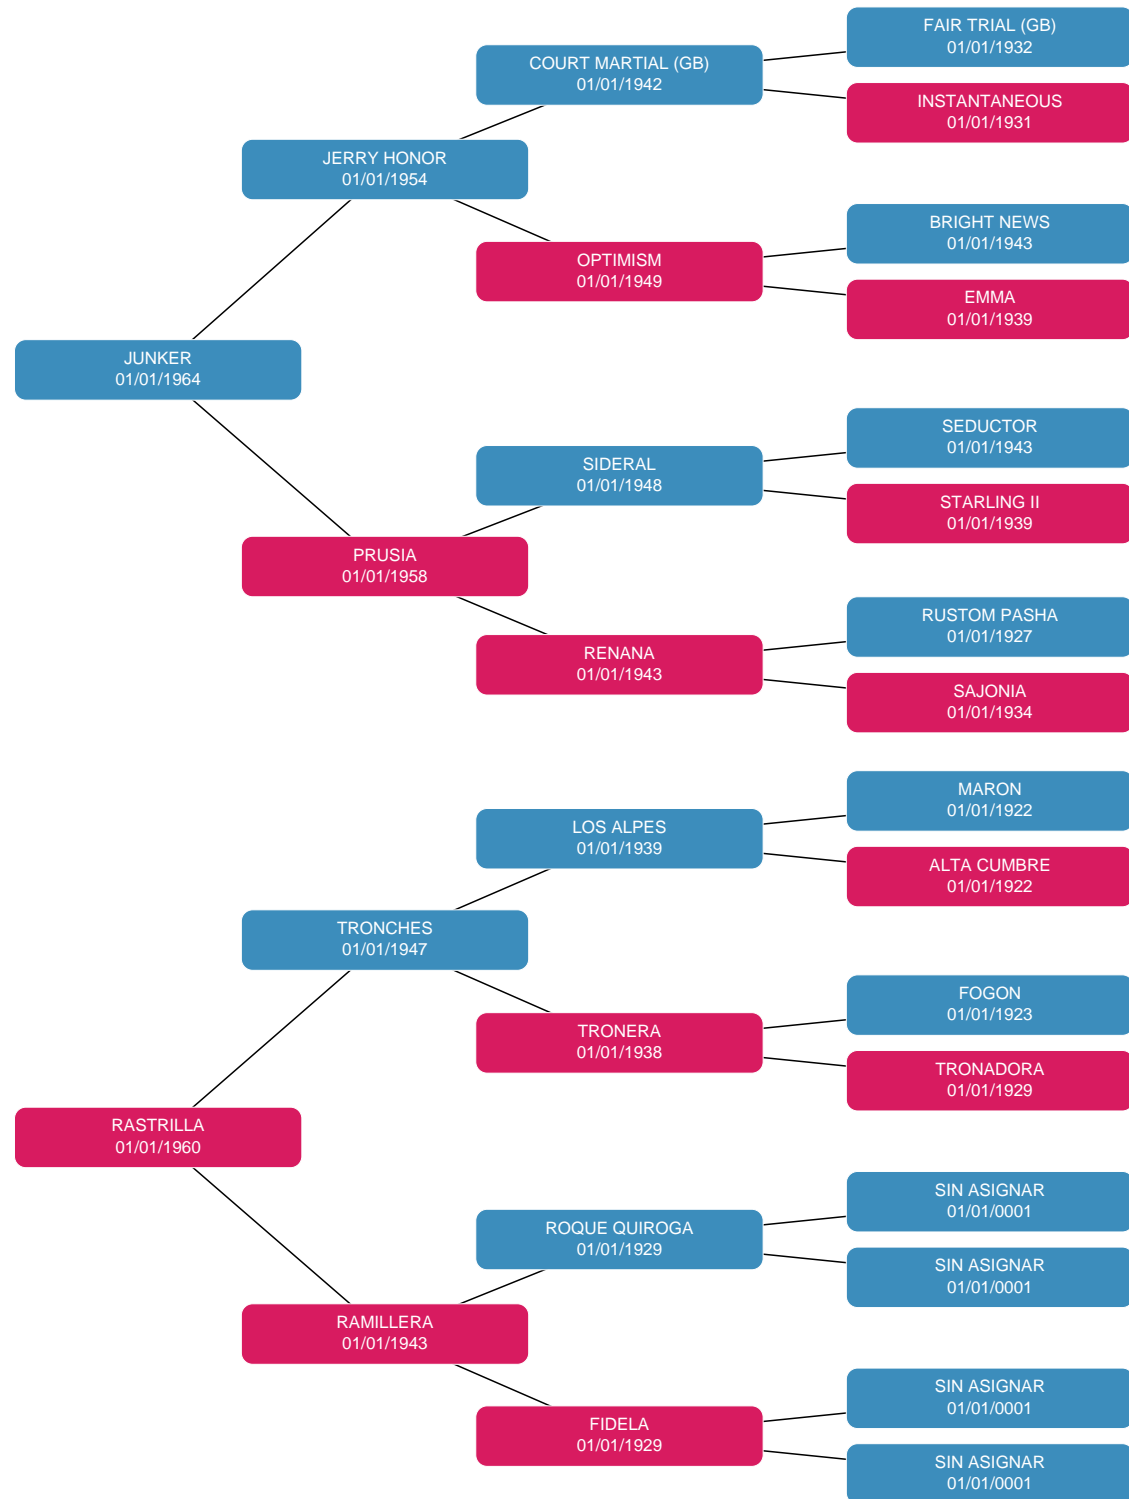 FAIR TRIAL (GB)
01/01/1932
COURT MARTIAL (GB)
01/01/1942
INSTANTANEOUS
01/01/1931
JERRY HONOR
01/01/1954
BRIGHT NEWS
01/01/1943
OPTIMISM
01/01/1949
EMMA
01/01/1939
JUNKER
01/01/1964
SEDUCTOR
01/01/1943
SIDERAL
01/01/1948
STARLING II
01/01/1939
PRUSIA
01/01/1958
RUSTOM PASHA
01/01/1927
RENANA
01/01/1943
SAJONIA
01/01/1934
MARON
01/01/1922
LOS ALPES
01/01/1939
ALTA CUMBRE
01/01/1922
TRONCHES
01/01/1947
FOGON
01/01/1923
TRONERA
01/01/1938
TRONADORA
01/01/1929
RASTRILLA
01/01/1960
SIN ASIGNAR
01/01/0001
ROQUE QUIROGA
01/01/1929
SIN ASIGNAR
01/01/0001
RAMILLERA
01/01/1943
SIN ASIGNAR
01/01/0001
FIDELA
01/01/1929
SIN ASIGNAR
01/01/0001